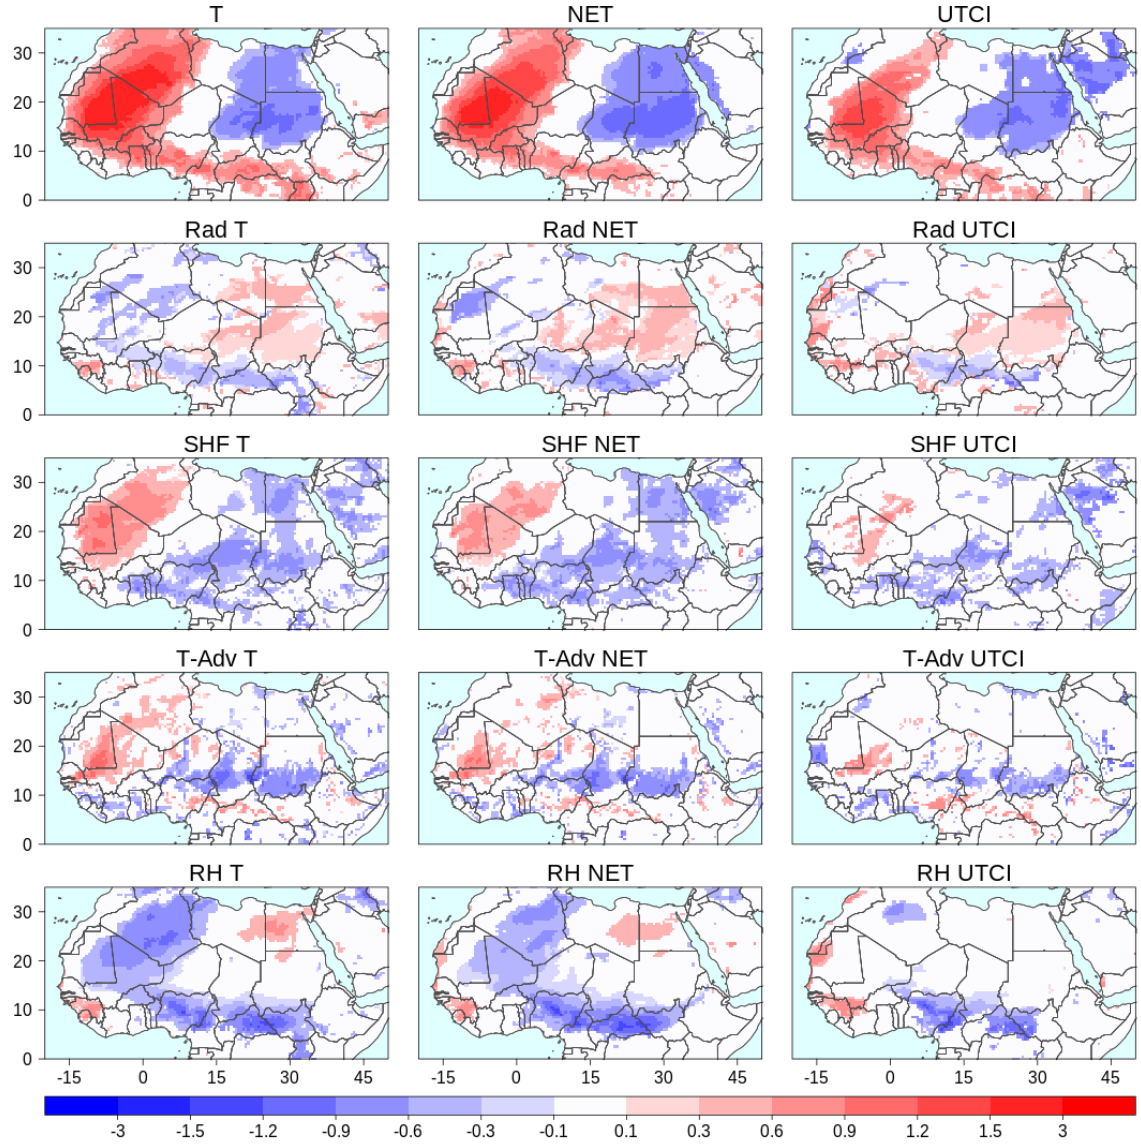 T NET UTCI
30
20
10
0
Rad T Rad NET Rad UTCI
30
20
10
0
SHF T SHF NET SHF UTCI
30
20
10
0
T-Adv T T-Adv NET T-Adv UTCI
30
20
10
0
RH T RH NET RH UTCI
30
20
10
0
-15 0 15 30 45 -15 0 15 30 45 -15 0 15 30 45
-3 -1.5 -1.2 -0.9 -0.6 -0.3 -0.1 0.1 0.3 0.6 0.9 1.2 1.5 3